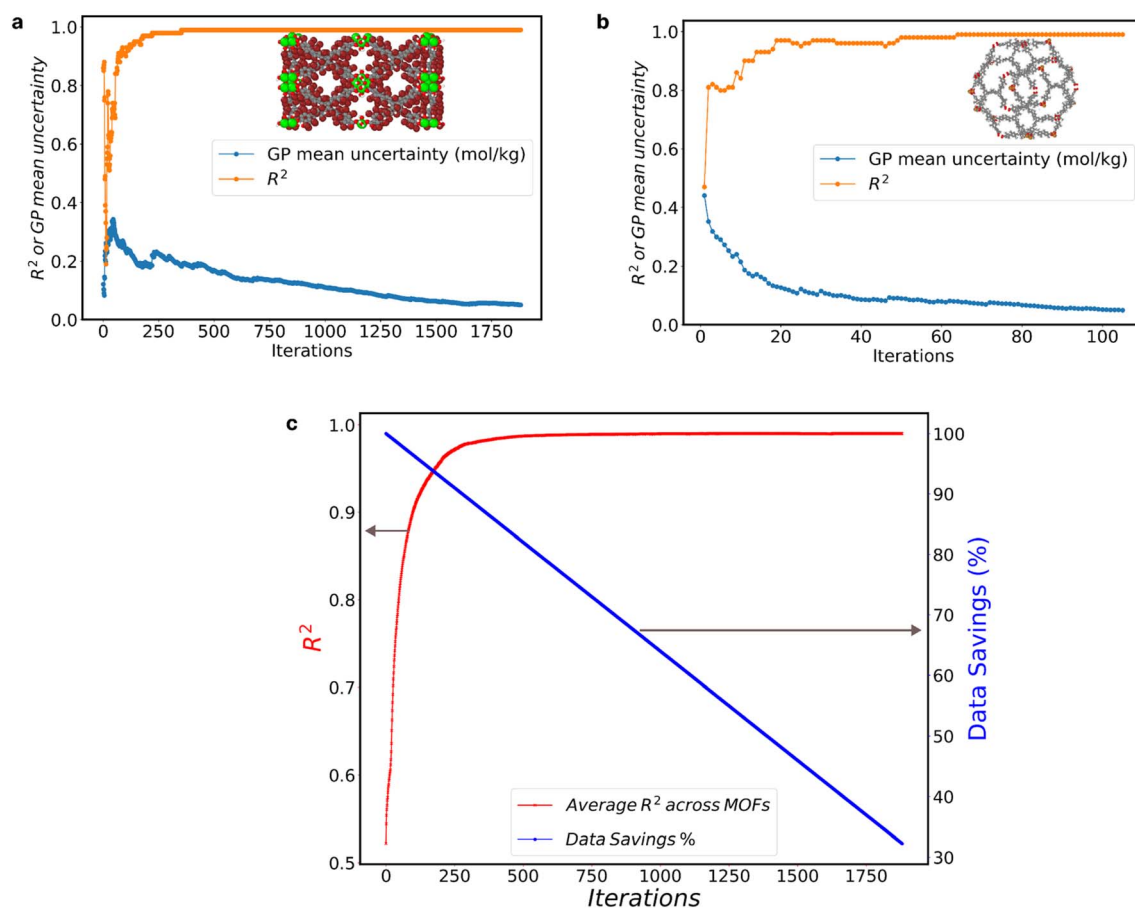 a
1.0
0.8
0.6
0.4
0.2
0.0
R² or GP mean uncertainty
GP mean uncertainty (mol/kg)
R²
0 250 500 750 1000 1250 1500 1750
Iterations
b
1.0
0.8
0.6
0.4
0.2
0.0
R² or GP mean uncertainty
GP mean uncertainty (mol/kg)
R²
0 20 40 60 80 100
Iterations
c
1.0
0.9
0.8
0.7
0.6
0.5
R²
100
90
80
70
60
50
40
30
Data Savings (%)
Average R² across MOFs
Data Savings %
0 250 500 750 1000 1250 1500 1750
Iterations